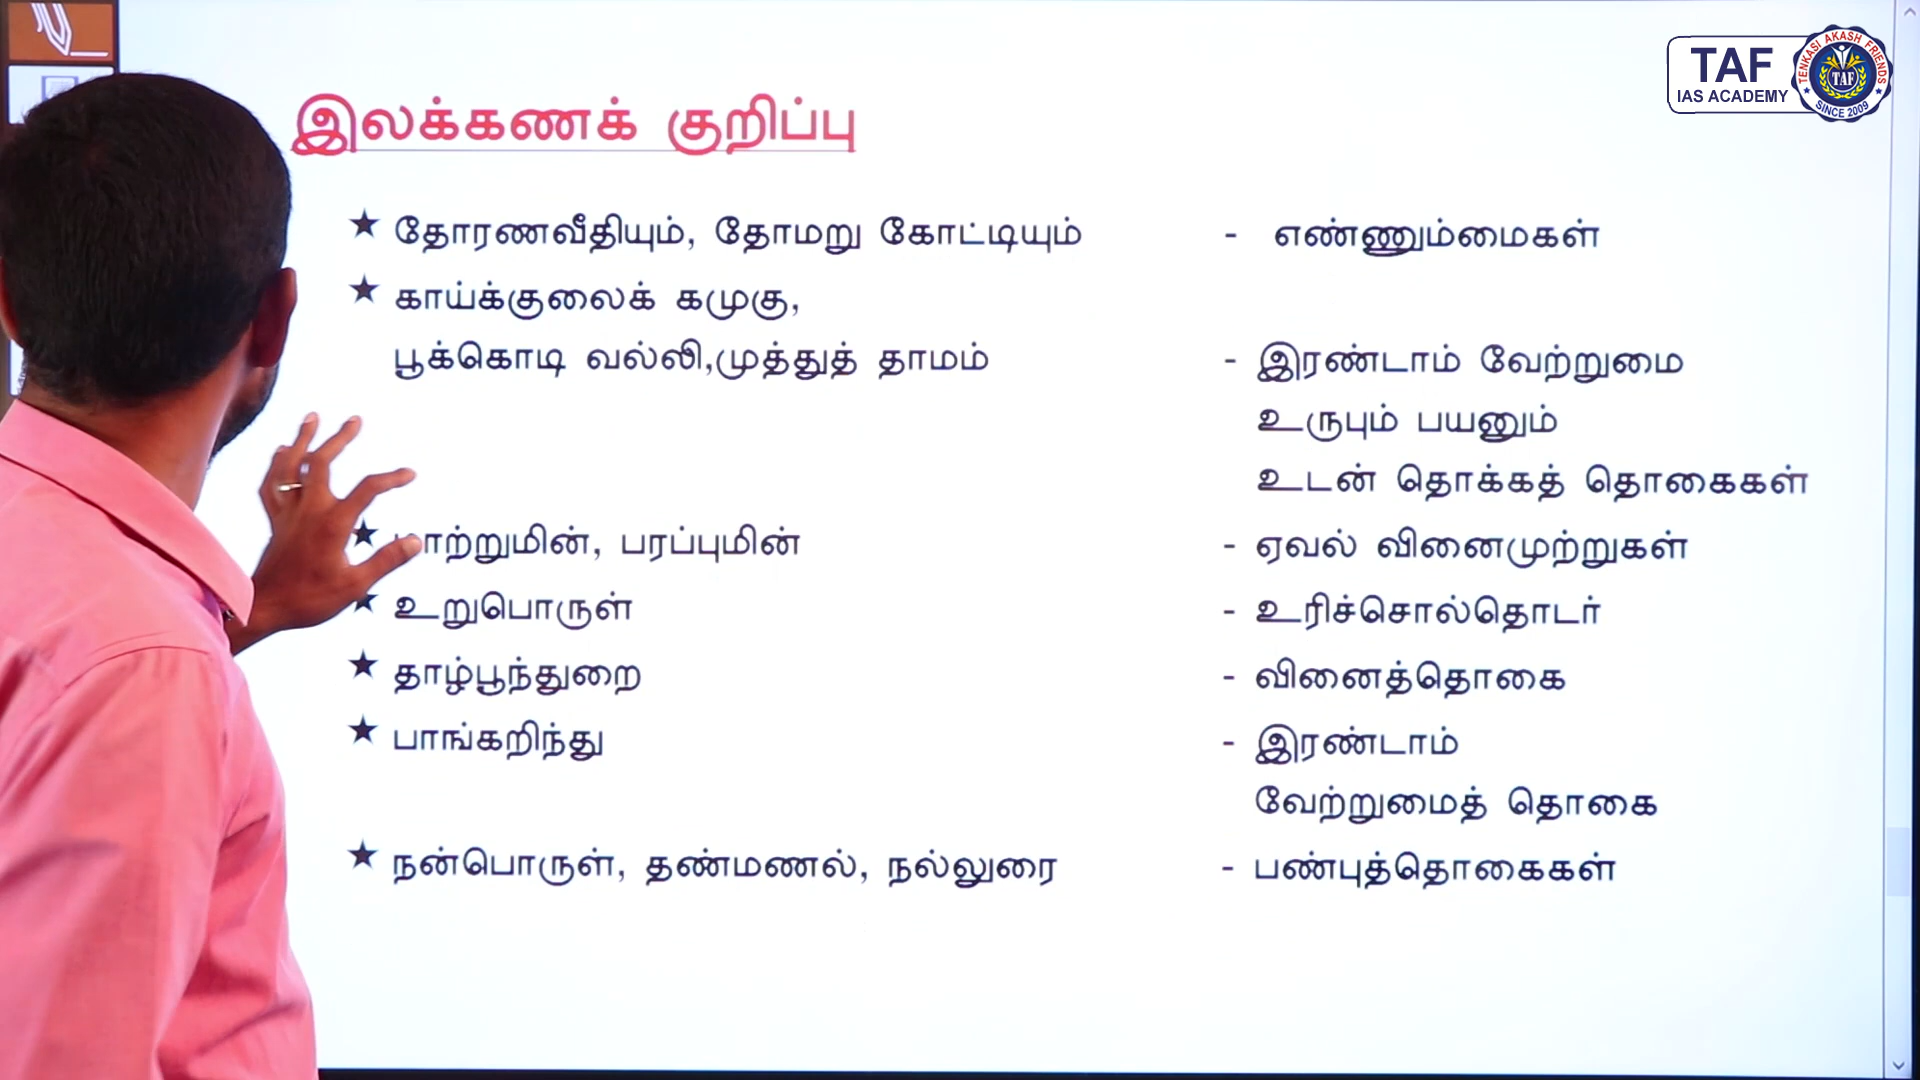 TAF
IAS ACADEMY
TENKASI AKASH FRIENDS
TAF
SINCE 2009
இலக்கணக் குறிப்பு
★ தோரணவீதியும், தோமறு கோட்டியும் - எண்ணும்மைகள்
★ காய்க்குலைக் கமுகு,
பூக்கொடி வல்லி,முத்துத் தாமம் - இரண்டாம் வேற்றுமை
உருபும் பயனும்
உடன் தொக்கத் தொகைகள்
★ பரப்புமின் - ஏவல் வினைமுற்றுகள்
★ உறுபொருள் - உரிச்சொல்தொடர்
★ தாழ்பூந்துறை - வினைத்தொகை
★ பாங்கறிந்து - இரண்டாம்
வேற்றுமைத் தொகை
★ நன்பொருள், தண்மணல், நல்லுரை - பண்புத்தொகைகள்